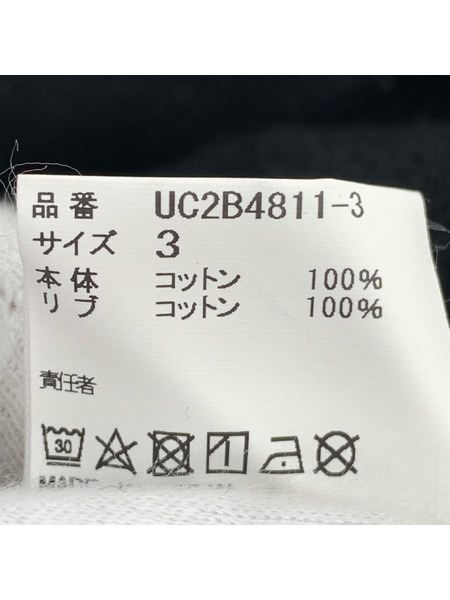 品番 UC2B4811-3
サイズ 3
本体 コットン 100%
リブ コットン 100%
責任者
30